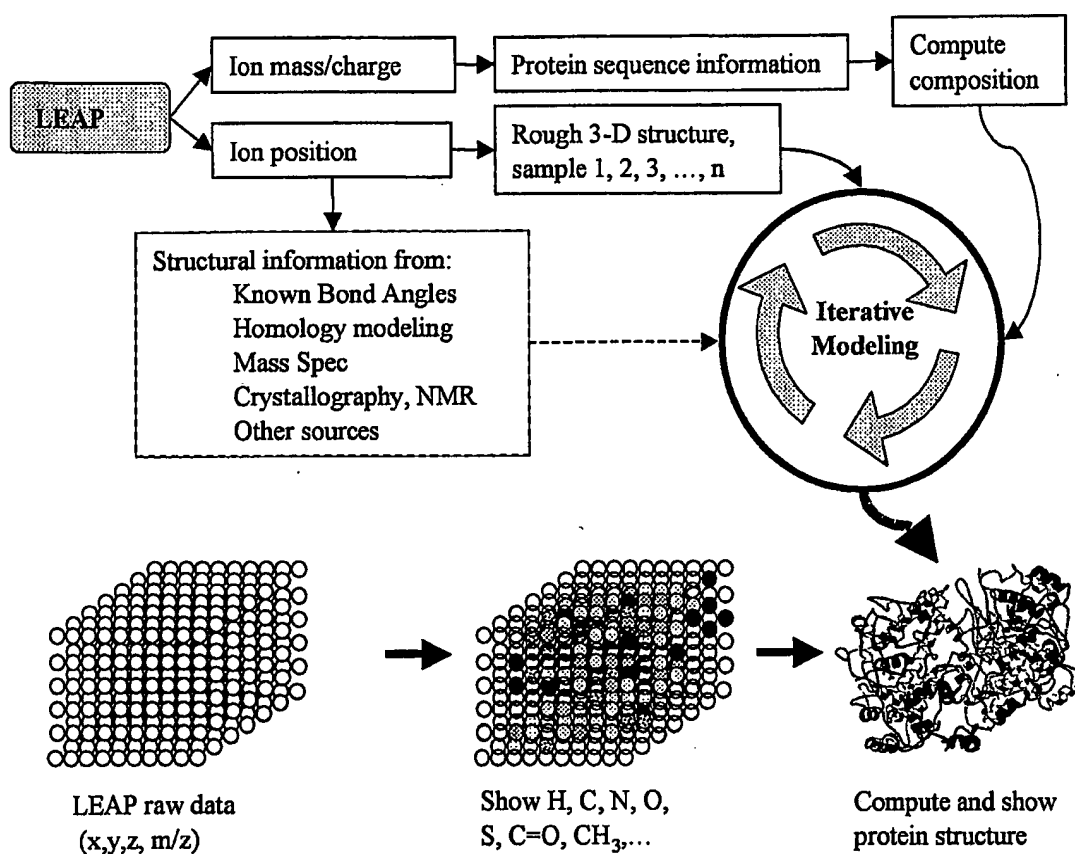 LEAP
Ion mass/charge
Protein sequence information
Compute
composition
Ion position
Rough 3-D structure,
sample 1, 2, 3, ..., n
Structural information from:
Known Bond Angles
Homology modeling
Mass Spec
Crystallography, NMR
Other sources
Iterative
Modeling
LEAP raw data
(x,y,z, m/z)
Show H, C, N, O,
S, C=O, CH₃,...
Compute and show
protein structure